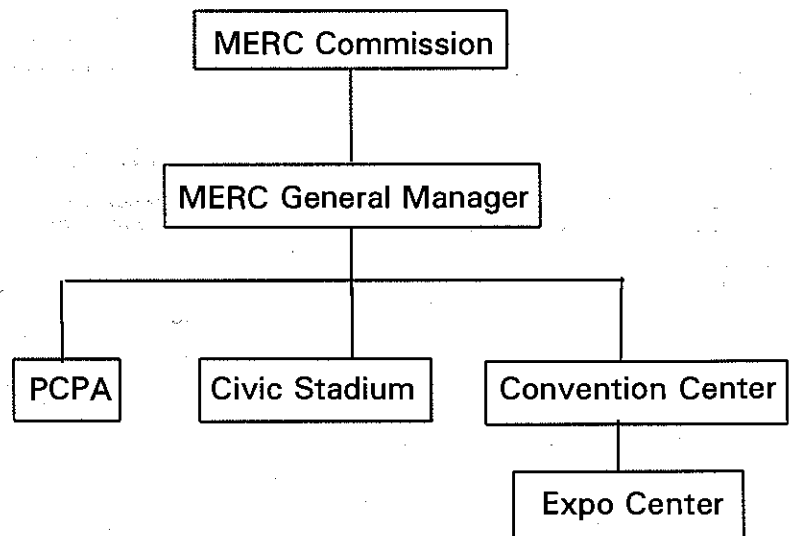 MERC Commission
MERC General Manager
PCPA
Civic Stadium
Convention Center
Expo Center